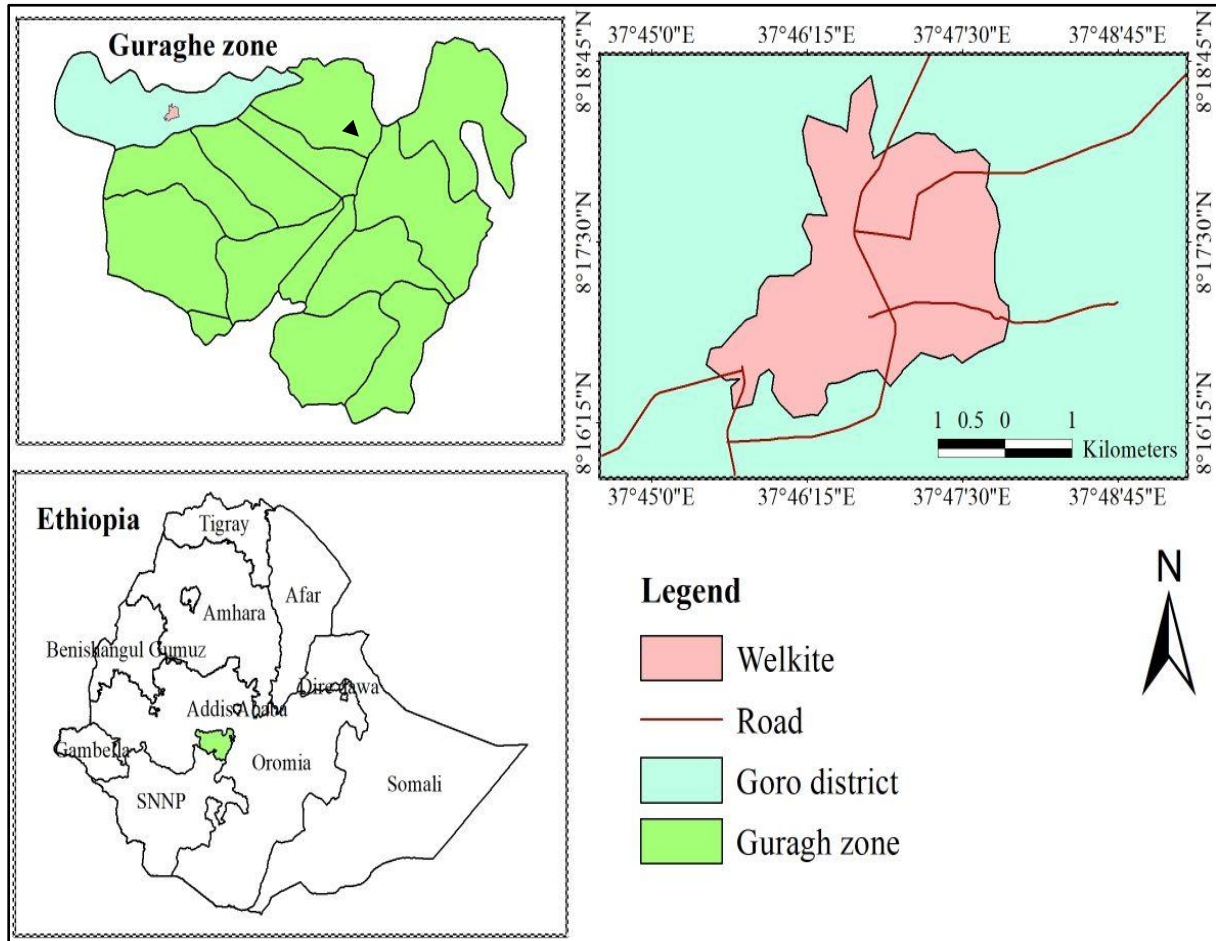 Guraghe zone
37°45'0"E 37°46'15"E 37°47'30"E 37°48'45"E
8°18'45"N
8°17'30"N
8°16'15"N
8°18'45"N
8°17'30"N
8°16'15"N
1 0.5 0 1
Kilometers
37°45'0"E 37°46'15"E 37°47'30"E 37°48'45"E
Ethiopia
Tigray
Afar
Amhara
Benishangul Gumuz
Dire dawa
Addis Ababa
Gambella
Oromia
Somali
SNNP
N
Legend
Welkite
Road
Goro district
Guragh zone